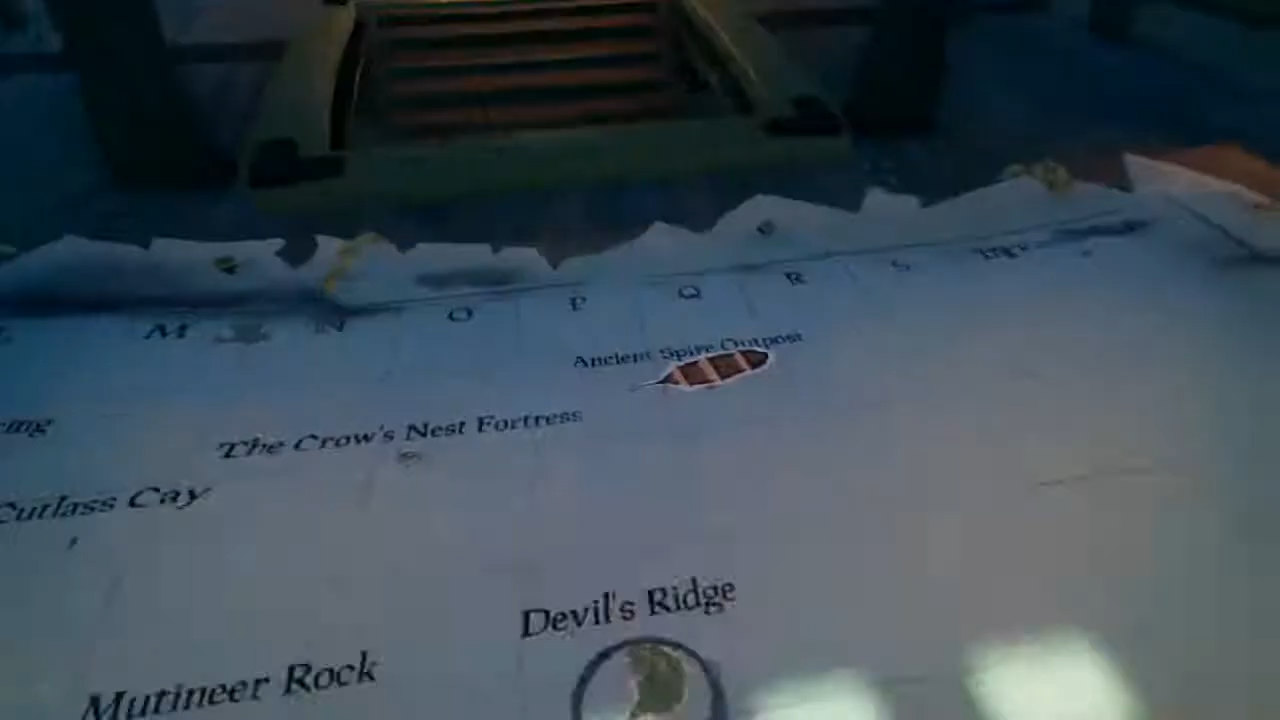 M N O P Q R S
Ancient Spire Outpost
The Crow's Nest Fortress
Cutlass Cay
Devil's Ridge
Mutineer Rock